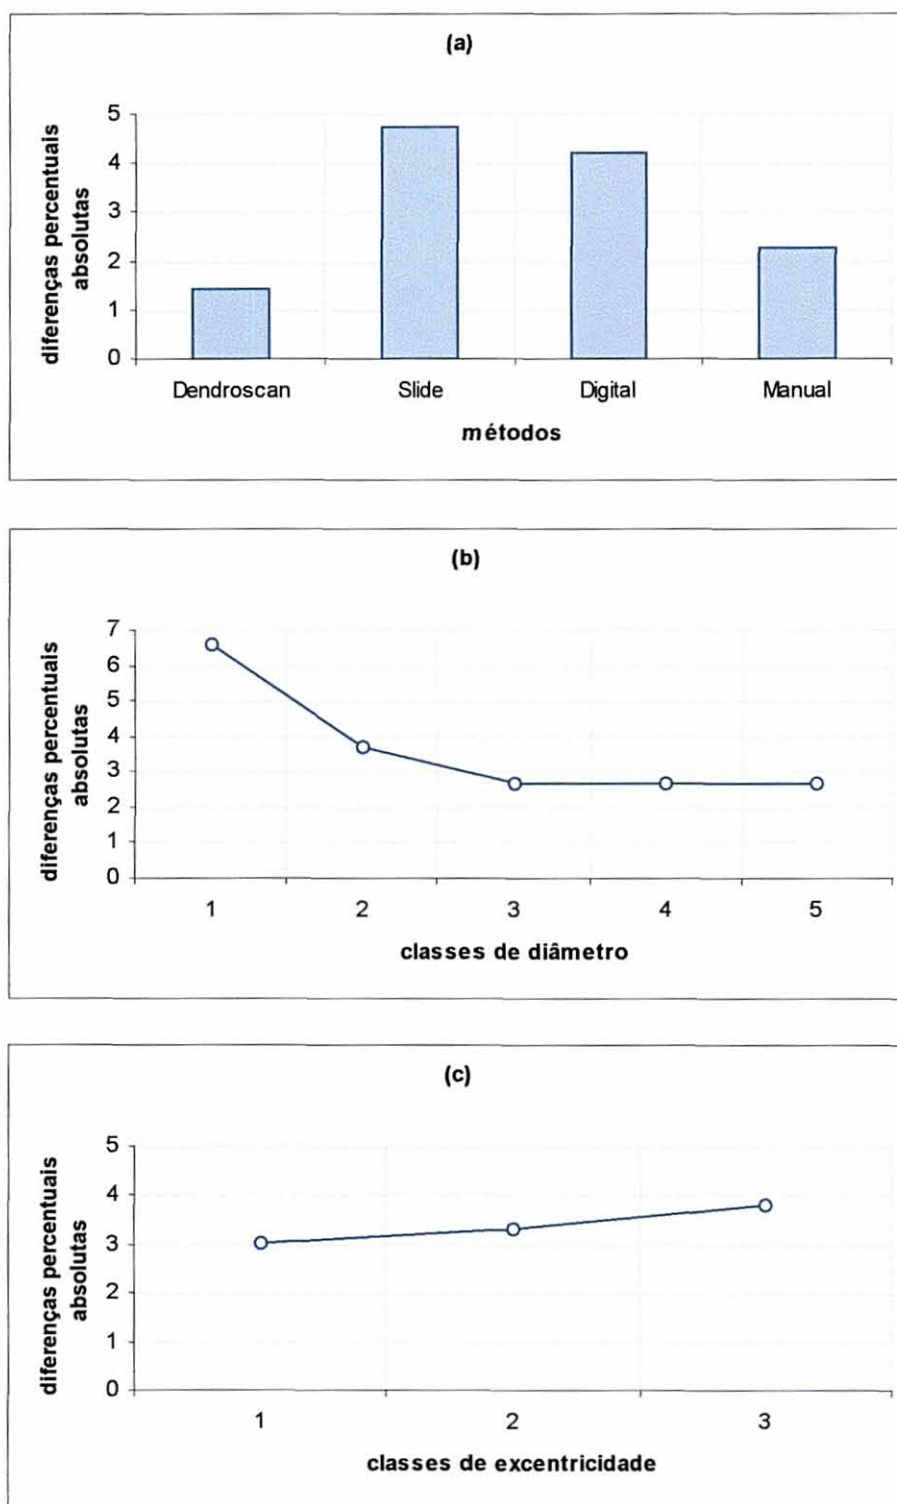 (a)
diferenças percentuais
absolutas
5
4
3
2
1
0
Dendroscan Slide Digital Manual
métodos
(b)
diferenças percentuais
absolutas
7
6
5
4
3
2
1
0
1 2 3 4 5
classes de diâmetro
(c)
diferenças percentuais
absolutas
5
4
3
2
1
0
1 2 3
classes de excentricidade